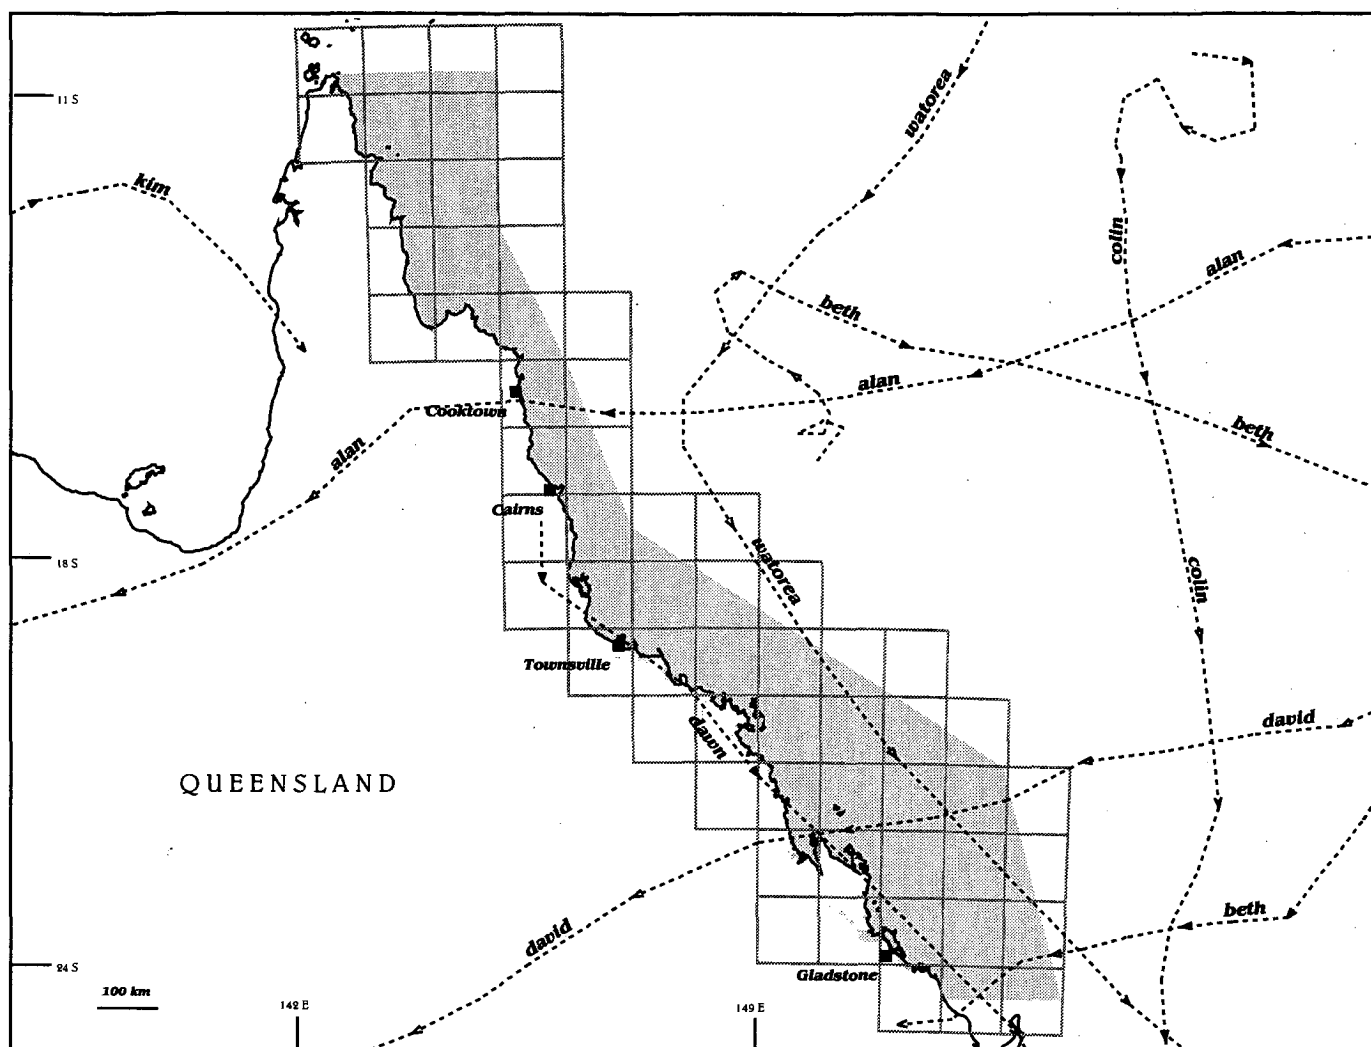 11 S
watorea
kim
colin
alan
beth
alan
Cooktown
beth
alan
Cairns
18 S
watorea
colin
Townsville
dawn
david
QUEENSLAND
beth
david
24 S
Gladstone
100 km
142 E
149 E